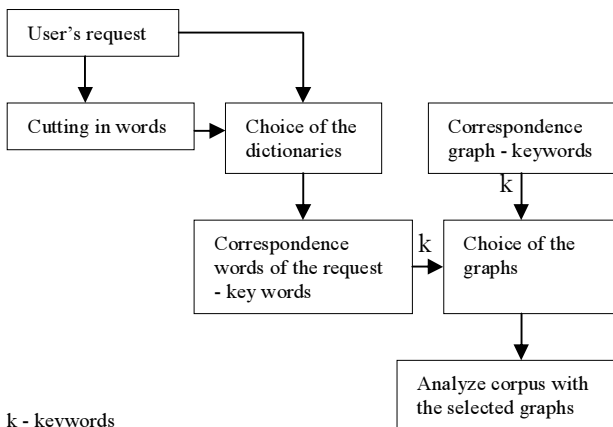 User's request
Cutting in words
Choice of the
dictionaries
Correspondence
graph - keywords
k
Correspondence
words of the request
- key words
k
Choice of the
graphs
Analyze corpus with
the selected graphs
k - keywords